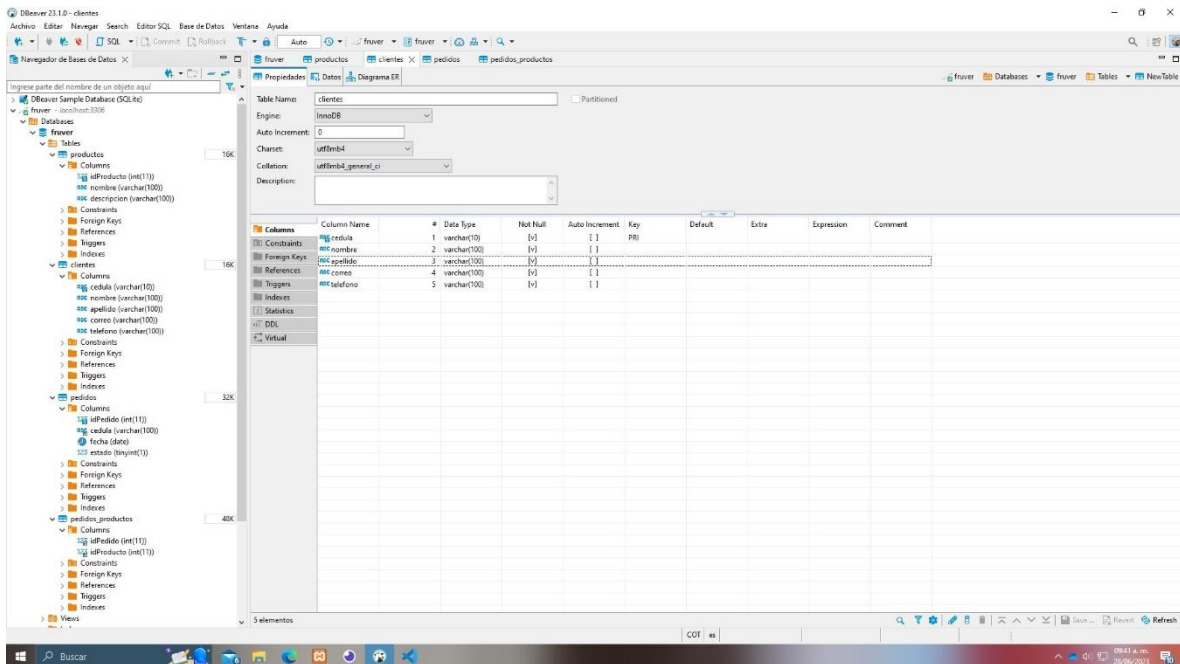 DBeaver 23.1.0 - clientes
Archivo Editar Navegar Search Editor SQL Base de Datos Ventana Ayuda
SQL Commit Rollback Auto fruver fruver
Navegador de Bases de Datos
fruver productos clientes pedidos pedidos_productos
Propiedades Datos Diagrama ER
fruver Databases fruver Tables NewTable
Ingrese parte del nombre de un objeto aquí
DBeaver Sample Database (SQLite)
fruver - localhost:3306
Databases
fruver
Tables
productos 16K
Columns
idProducto (int(11))
nombre (varchar(100))
descripcion (varchar(100))
Constraints
Foreign Keys
References
Triggers
Indexes
clientes 16K
Columns
cedula (varchar(10))
nombre (varchar(100))
apellido (varchar(100))
correo (varchar(100))
telefono (varchar(100))
Constraints
Foreign Keys
References
Triggers
Indexes
pedidos 32K
Columns
idPedido (int(11))
cedula (varchar(100))
fecha (date)
estado (tinyint(1))
Constraints
Foreign Keys
References
Triggers
Indexes
pedidos_productos 48K
Columns
idPedido (int(11))
idProducto (int(11))
Constraints
Foreign Keys
References
Triggers
Indexes
Views
Table Name: clientes Partitioned
Engine: InnoDB
Auto Increment: 0
Charset: utf8mb4
Collation: utf8mb4_general_ci
Description:
Columns
Constraints
Foreign Keys
References
Triggers
Indexes
Statistics
DDL
Virtual
Column Name # Data Type Not Null Auto Increment Key Default Extra Expression Comment
cedula 1 varchar(10) [v] [ ] PRI
nombre 2 varchar(100) [v] [ ]
apellido 3 varchar(100) [v] [ ]
correo 4 varchar(100) [v] [ ]
telefono 5 varchar(100) [v] [ ]
5 elementos
Save ... Revert Refresh
COT es
Buscar
09:41 a. m.
28/06/2023